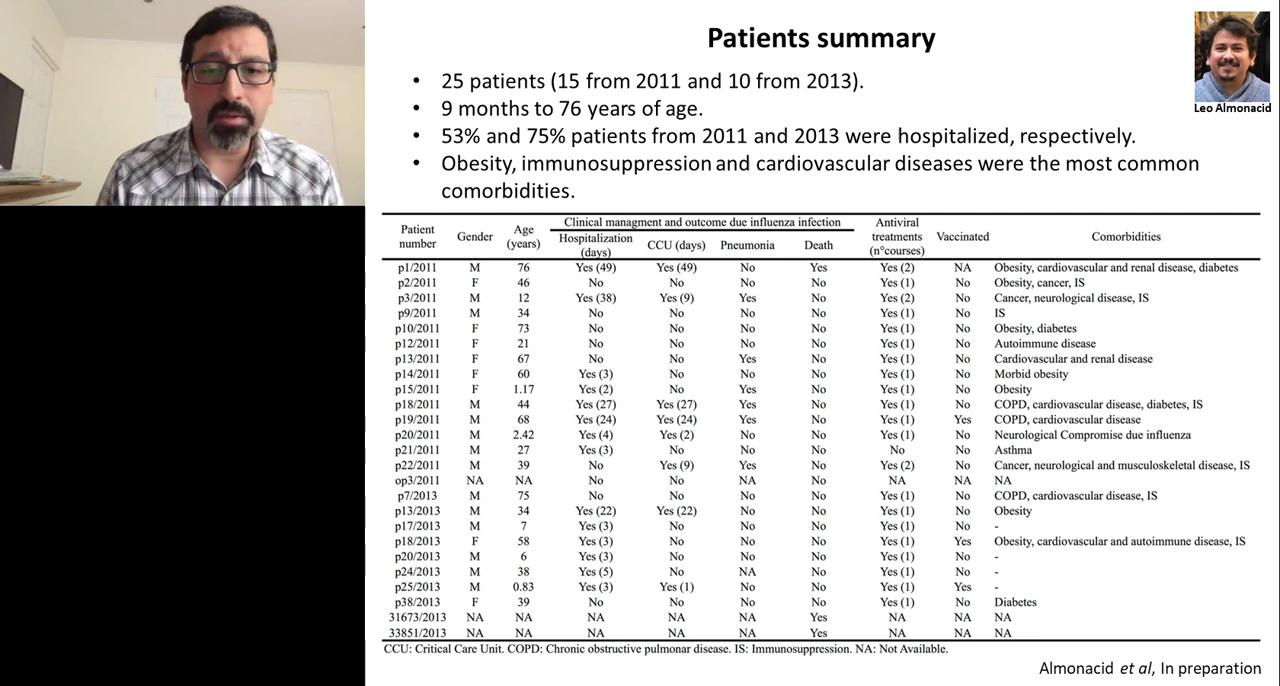 Patients summary
Leo Almonacid
• 25 patients (15 from 2011 and 10 from 2013).
• 9 months to 76 years of age.
• 53% and 75% patients from 2011 and 2013 were hospitalized, respectively.
• Obesity, immunosuppression and cardiovascular diseases were the most common
comorbidities.
Patient number Gender Age (years) Clinical managment and outcome due influenza infection Antiviral treatments (n°courses) Vaccinated Comorbidities
Hospitalization (days) CCU (days) Pneumonia Death
p1/2011 M 76 Yes (49) Yes (49) No Yes Yes (2) NA Obesity, cardiovascular and renal disease, diabetes
p2/2011 F 46 No No No No Yes (1) No Obesity, cancer, IS
p3/2011 M 12 Yes (38) Yes (9) Yes No Yes (2) No Cancer, neurological disease, IS
p9/2011 M 34 No No No No Yes (1) No IS
p10/2011 F 73 No No No No Yes (1) No Obesity, diabetes
p12/2011 F 21 No No No No Yes (1) No Autoimmune disease
p13/2011 F 67 No No Yes No Yes (1) No Cardiovascular and renal disease
p14/2011 F 60 Yes (3) No No No Yes (1) No Morbid obesity
p15/2011 F 1.17 Yes (2) No Yes No Yes (1) No Obesity
p18/2011 M 44 Yes (27) Yes (27) Yes No Yes (1) No COPD, cardiovascular disease, diabetes, IS
p19/2011 M 68 Yes (24) Yes (24) Yes No Yes (1) Yes COPD, cardiovascular disease
p20/2011 M 2.42 Yes (4) Yes (2) No No Yes (1) No Neurological Compromise due influenza
p21/2011 M 27 Yes (3) No No No No No Asthma
p22/2011 M 39 No Yes (9) Yes No Yes (2) No Cancer, neurological and musculoskeletal disease, IS
op3/2011 NA NA No No NA No NA NA NA
p7/2013 M 75 No No No No Yes (1) No COPD, cardiovascular disease, IS
p13/2013 M 34 Yes (22) Yes (22) No No Yes (1) No Obesity
p17/2013 M 7 Yes (3) No No No Yes (1) No -
p18/2013 F 58 Yes (3) No No No Yes (1) Yes Obesity, cardiovascular and autoimmune disease, IS
p20/2013 M 6 Yes (3) No No No Yes (1) No -
p24/2013 M 38 Yes (5) No NA No Yes (1) No -
p25/2013 M 0.83 Yes (3) Yes (1) No No Yes (1) Yes -
p38/2013 F 39 No No No No Yes (1) No Diabetes
31673/2013 NA NA NA NA NA Yes NA NA NA
33851/2013 NA NA NA NA NA Yes NA NA NA
CCU: Critical Care Unit. COPD: Chronic obstructive pulmonar disease. IS: Immunosuppression. NA: Not Available.
Almonacid et al, In preparation